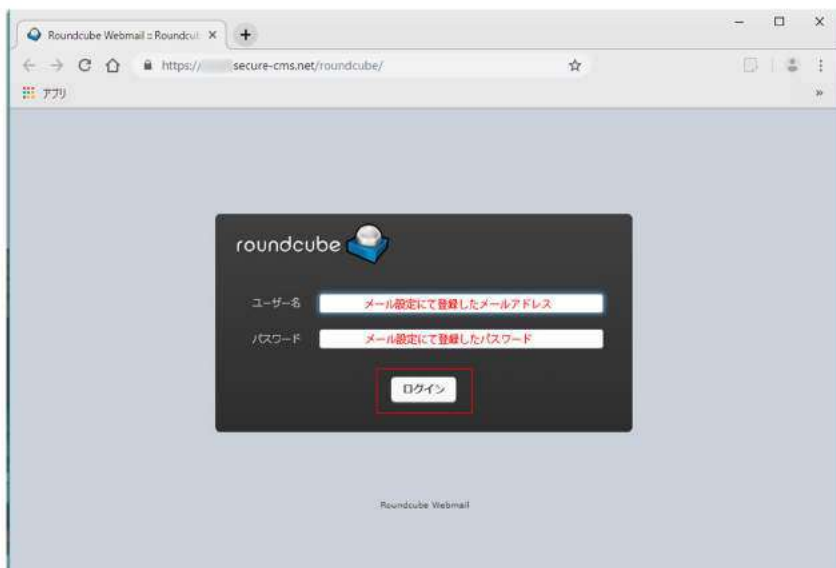 Roundcube Webmail :: Roundcut
https:// secure-cms.net/roundcube/
アプリ
roundcube
ユーザー名 メール設定にて登録したメールアドレス
パスワード メール設定にて登録したパスワード
ログイン
Roundcube Webmail